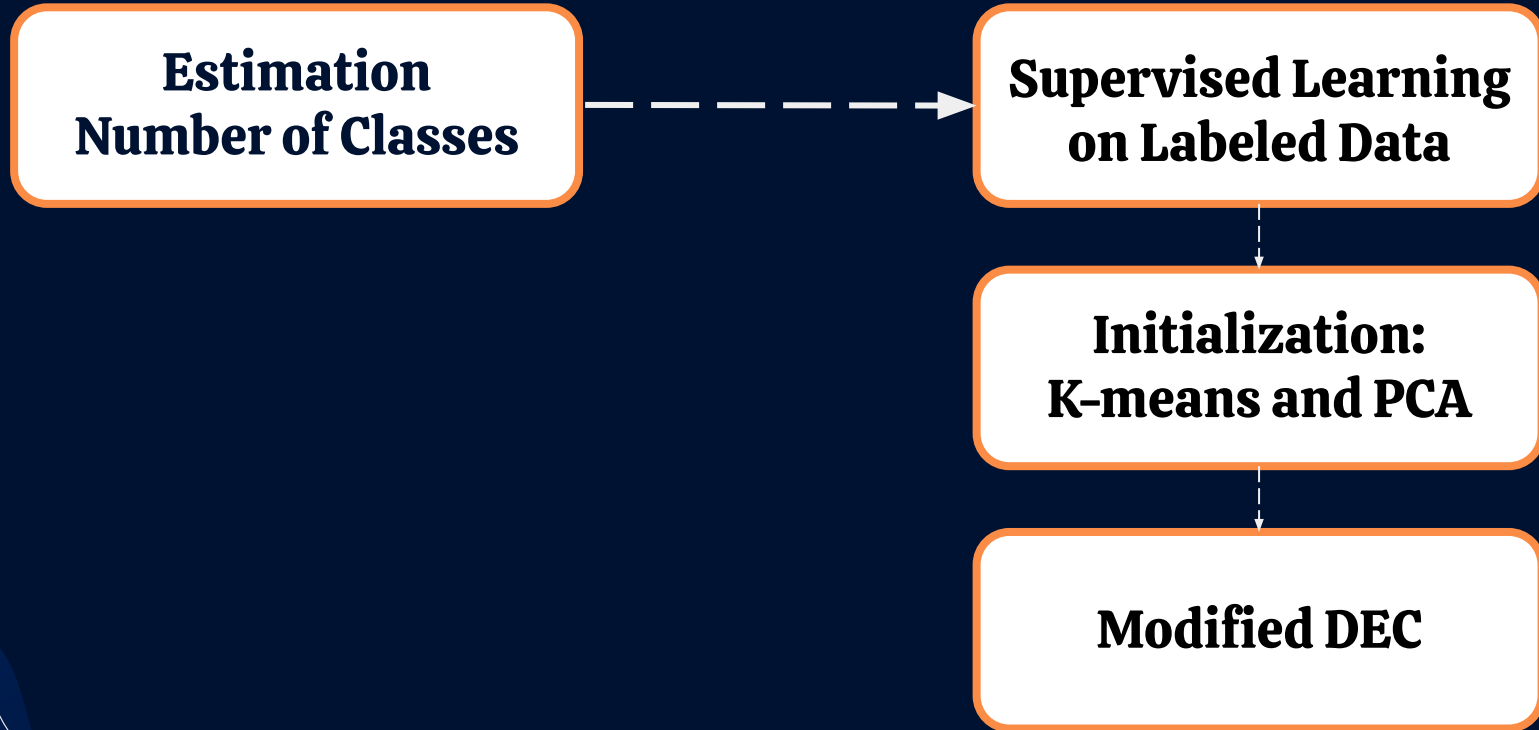 Estimation
Number of Classes
Supervised Learning
on Labeled Data
Initialization:
K-means and PCA
Modified DEC